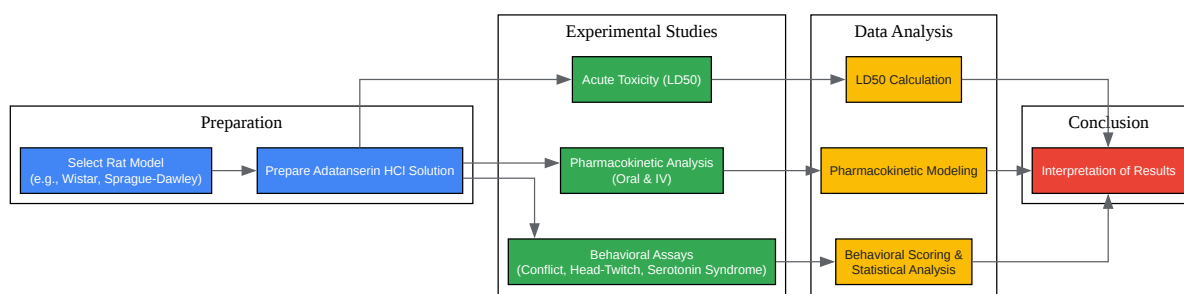 Experimental Studies
Data Analysis
Acute Toxicity (LD50)
LD50 Calculation
Preparation
Conclusion
Select Rat Model
(e.g., Wistar, Sprague-Dawley)
Prepare Adatanserin HCl Solution
Pharmacokinetic Analysis
(Oral & IV)
Pharmacokinetic Modeling
Interpretation of Results
Behavioral Assays
(Conflict, Head-Twitch, Serotonin Syndrome)
Behavioral Scoring &
Statistical Analysis